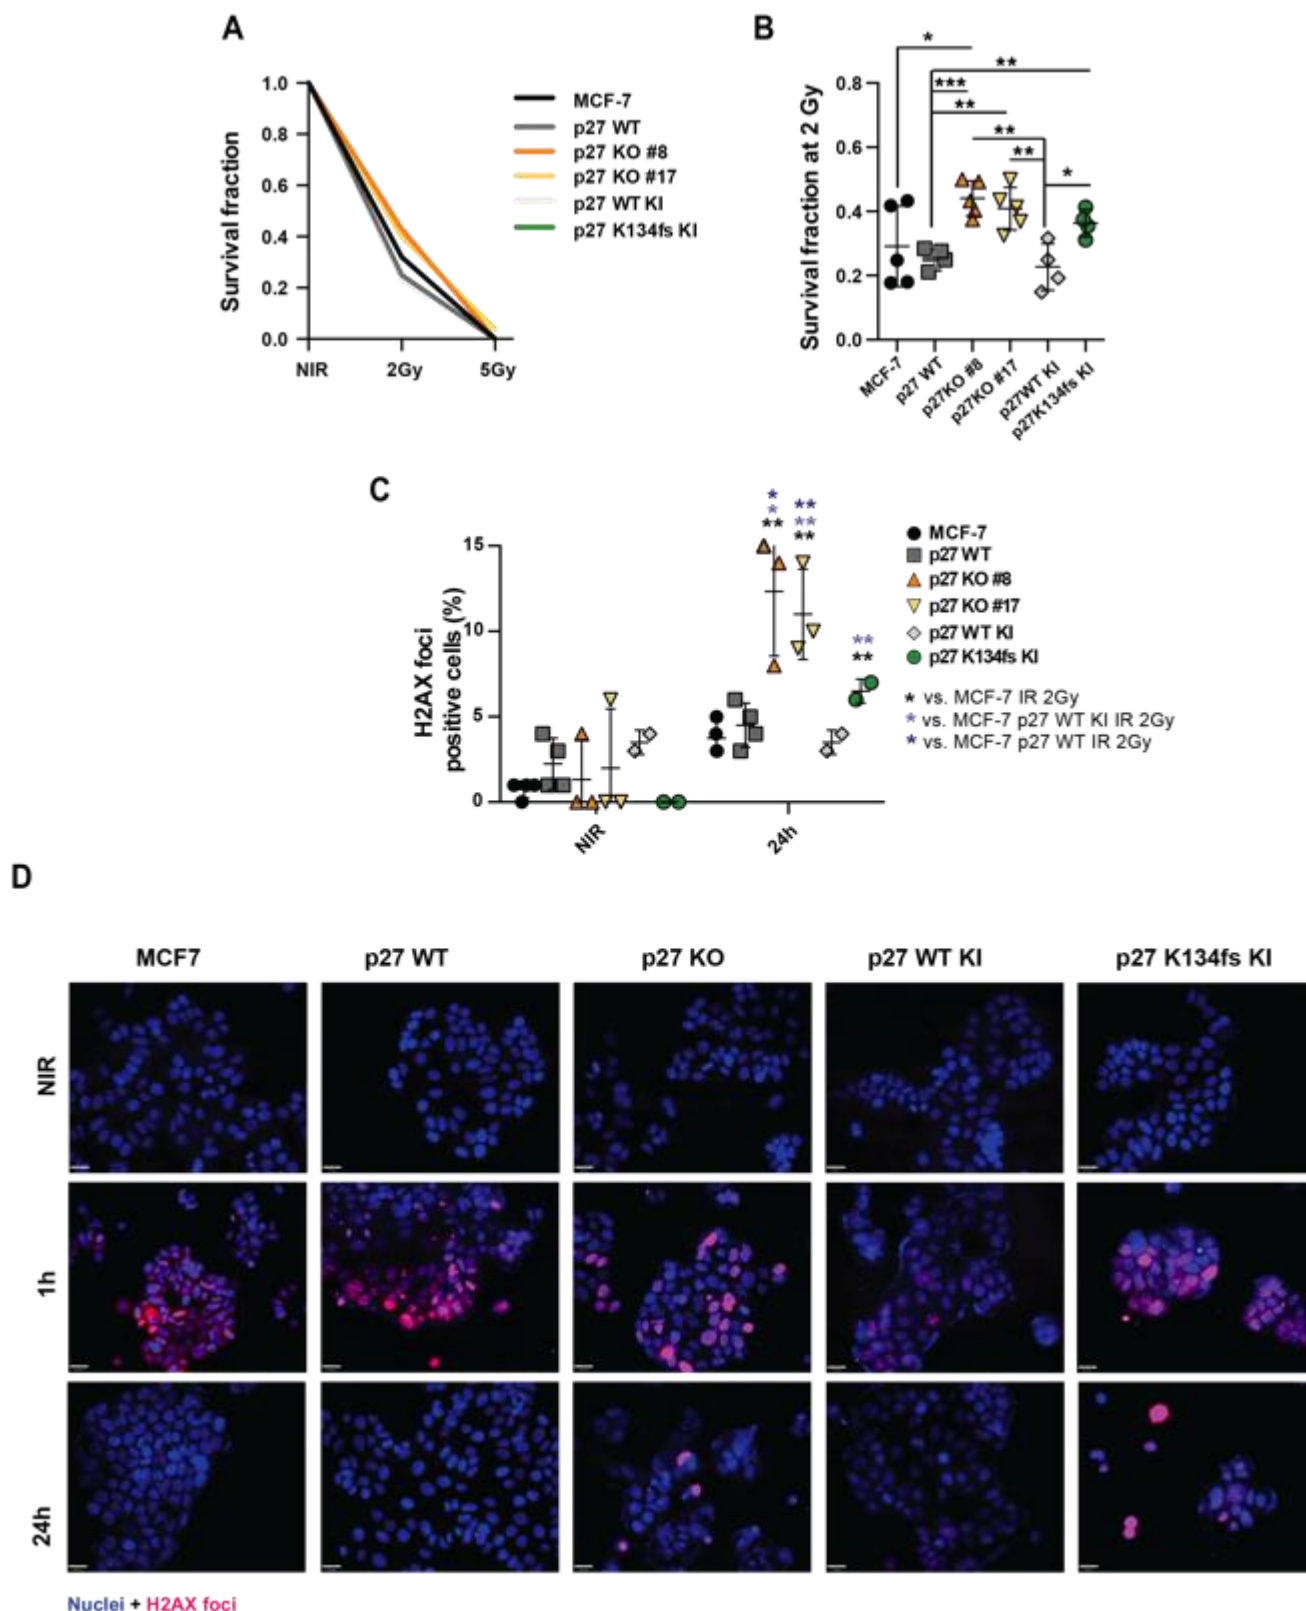 A
Survival fraction
1.0
0.8
0.6
0.4
0.2
0.0
NIR
2Gy
5Gy
MCF-7
p27 WT
p27 KO #8
p27 KO #17
p27 WT KI
p27 K134fs KI
B
Survival fraction at 2 Gy
0.8
0.6
0.4
0.2
0.0
*
**
***
**
**
**
*
MCF-7
p27 WT
p27KO #8
p27KO #17
p27WT KI
p27K134fs KI
C
H2AX foci
positive cells (%)
15
10
5
0
NIR
24h
*
*
**
**
**
**
**
**
MCF-7
p27 WT
p27 KO #8
p27 KO #17
p27 WT KI
p27 K134fs KI
* vs. MCF-7 IR 2Gy
* vs. MCF-7 p27 WT KI IR 2Gy
* vs. MCF-7 p27 WT IR 2Gy
D
MCF7
p27 WT
p27 KO
p27 WT KI
p27 K134fs KI
NIR
1h
24h
Nuclei + H2AX foci